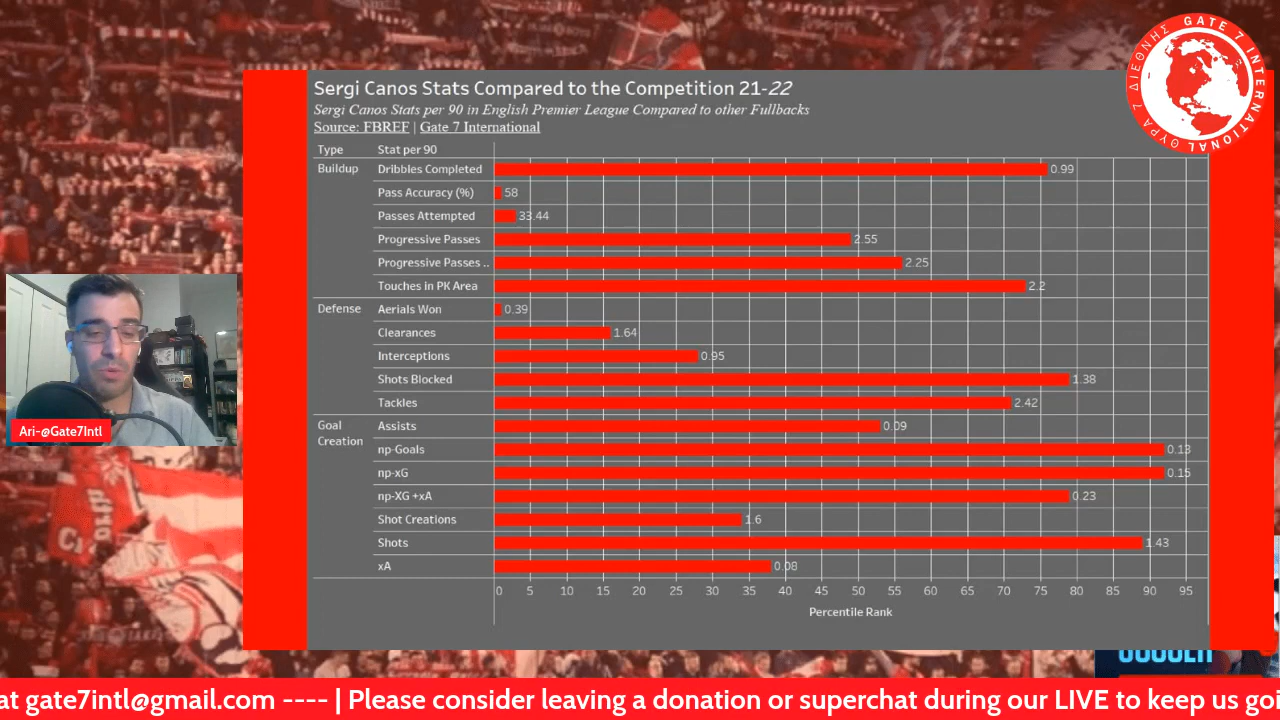 Sergi Canos Stats Compared to the Competition 21-22
Sergi Canos Stats per 90 in English Premier League Compared to other Fullbacks
Source: FBREF | Gate 7 International
Type Stat per 90
Buildup Dribbles Completed 0.99
Pass Accuracy (%) 58
Passes Attempted 33.44
Progressive Passes 2.55
Progressive Passes .. 2.25
Touches in PK Area 2.2
Defense Aerials Won 0.39
Clearances 1.64
Interceptions 0.95
Shots Blocked 1.38
Tackles 2.42
Goal Creation Assists 0.09
np-Goals 0.13
np-xG 0.15
np-XG +xA 0.23
Shot Creations 1.6
Shots 1.43
xA 0.08
0 5 10 15 20 25 30 35 40 45 50 55 60 65 70 75 80 85 90 95
Percentile Rank
GATE 7 INTERNATIONAL
ΘΥΡΑ 7 ΔΙΕΘΝΗΣ
Ari-@Gate7Intl
at gate7intl@gmail.com ---- | Please consider leaving a donation or superchat during our LIVE to keep us goi